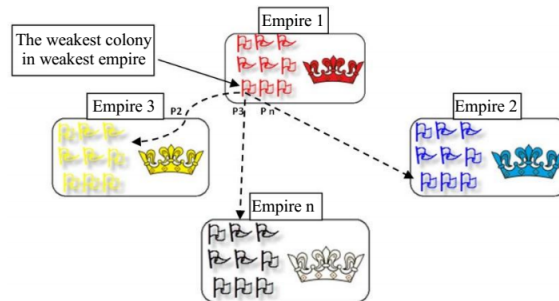 Empire 1
The weakest colony
in weakest empire
Empire 3
P2
P3
P n
Empire 2
Empire n